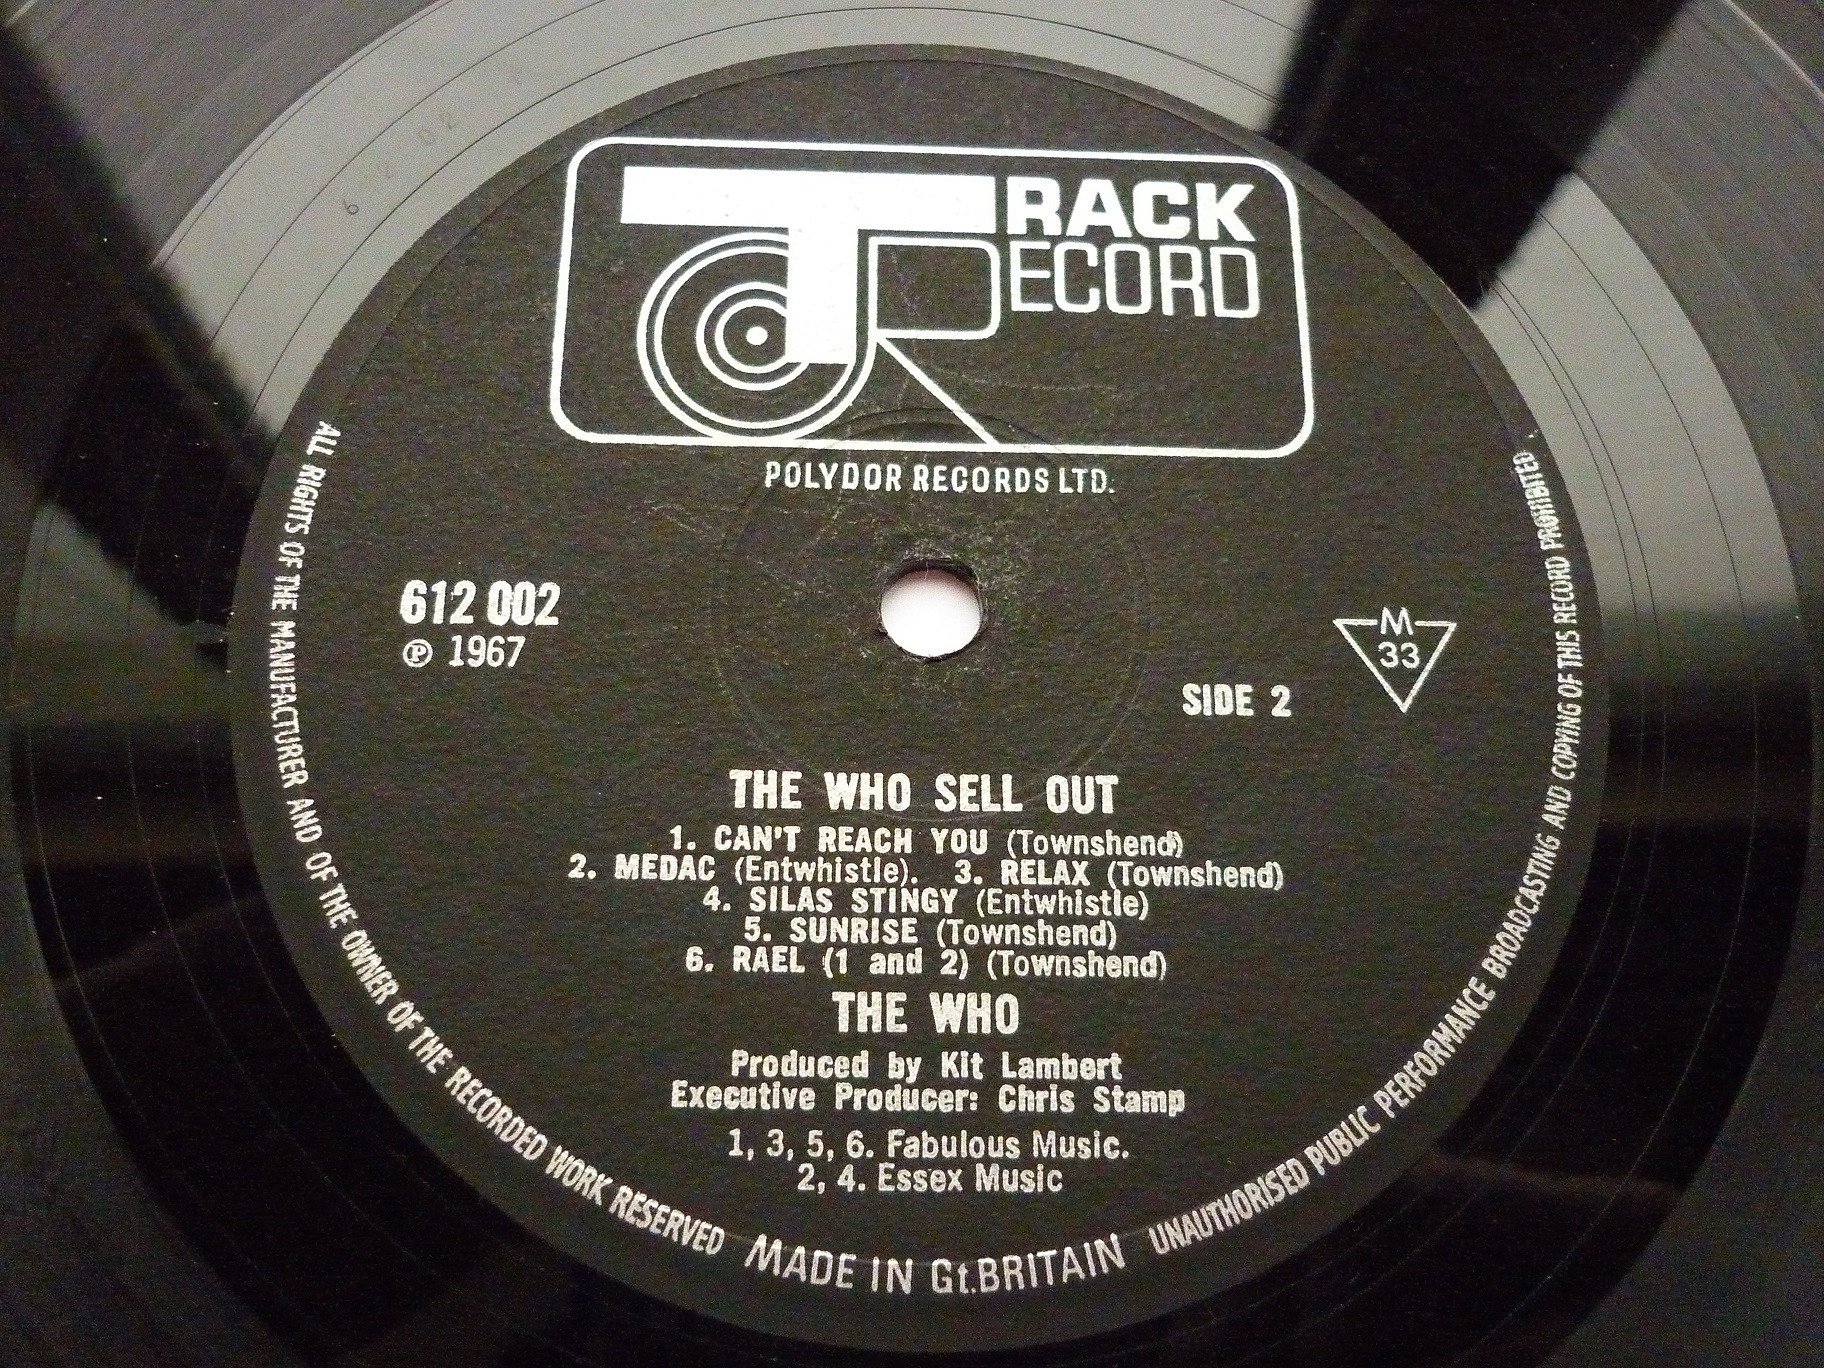 TRACK
RECORD
POLYDOR RECORDS LTD.
612 002
℗ 1967
M
33
SIDE 2
THE WHO SELL OUT
1. CAN'T REACH YOU (Townshend)
2. MEDAC (Entwhistle). 3. RELAX (Townshend)
4. SILAS STINGY (Entwhistle)
5. SUNRISE (Townshend)
6. RAEL (1 and 2) (Townshend)
THE WHO
Produced by Kit Lambert
Executive Producer: Chris Stamp
1, 3, 5, 6. Fabulous Music.
2, 4. Essex Music
ALL RIGHTS OF THE MANUFACTURER AND OF THE OWNER OF THE RECORDED WORK RESERVED
MADE IN Gt.BRITAIN
UNAUTHORISED PUBLIC PERFORMANCE BROADCASTING AND COPYING OF THIS RECORD PROHIBITED